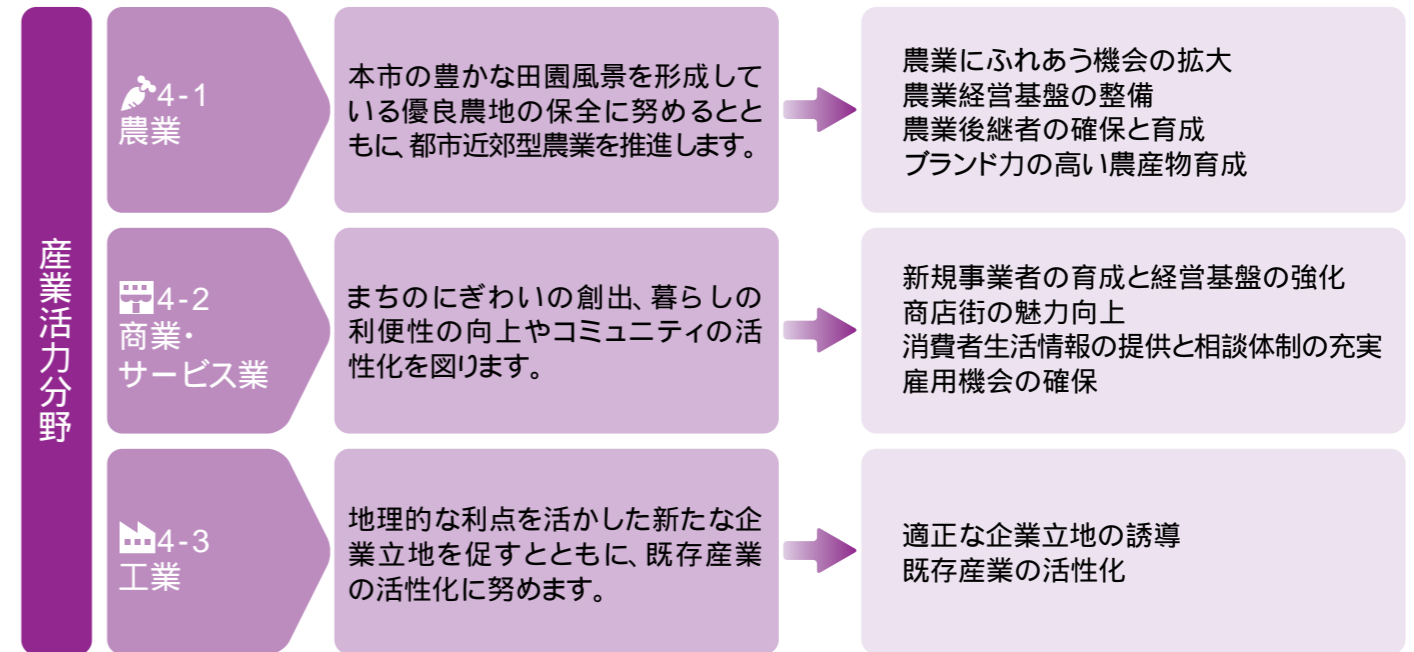 産業活力分野
4-1
農業
本市の豊かな田園風景を形成して
いる優良農地の保全に努めるとと
もに、都市近郊型農業を推進します。
農業にふれあう機会の拡大
農業経営基盤の整備
農業後継者の確保と育成
ブランド力の高い農産物育成
4-2
商業・
サービス業
まちのにぎわいの創出、暮らしの
利便性の向上やコミュニティの活
性化を図ります。
新規事業者の育成と経営基盤の強化
商店街の魅力向上
消費者生活情報の提供と相談体制の充実
雇用機会の確保
4-3
工業
地理的な利点を活かした新たな企
業立地を促すとともに、既存産業
の活性化に努めます。
適正な企業立地の誘導
既存産業の活性化